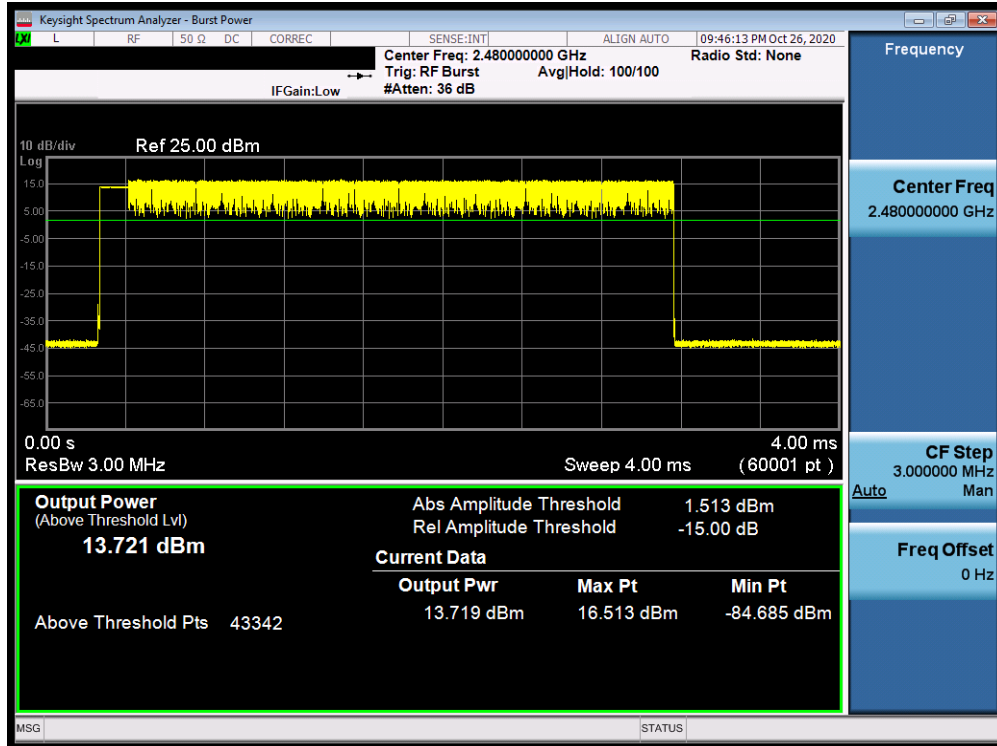 Keysight Spectrum Analyzer - Burst Power
LXI L RF 50 Ω DC CORREC SENSE:INT ALIGN AUTO 09:46:13 PM Oct 26, 2020
Center Freq: 2.480000000 GHz Radio Std: None
Trig: RF Burst Avg|Hold: 100/100
IFGain:Low #Atten: 36 dB
10 dB/div Ref 25.00 dBm
Log
15.0
5.00
-5.00
-15.0
-25.0
-35.0
-45.0
-55.0
-65.0
0.00 s 4.00 ms
ResBw 3.00 MHz Sweep 4.00 ms (60001 pt)
Output Power
(Above Threshold Lvl)
13.721 dBm
Above Threshold Pts 43342
Abs Amplitude Threshold 1.513 dBm
Rel Amplitude Threshold -15.00 dB
Current Data
Output Pwr Max Pt Min Pt
13.719 dBm 16.513 dBm -84.685 dBm
Frequency
Center Freq
2.480000000 GHz
CF Step
3.000000 MHz
Auto Man
Freq Offset
0 Hz
MSG STATUS